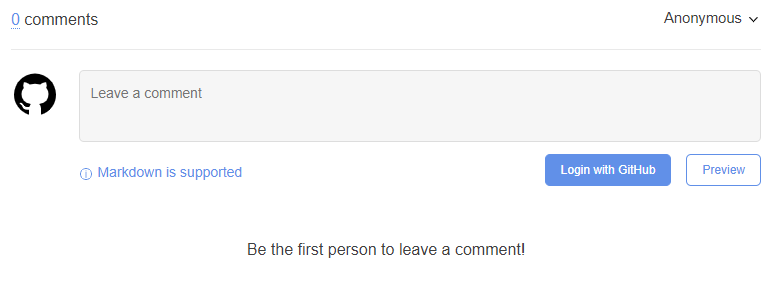 0 comments
Anonymous
Leave a comment
Markdown is supported
Login with GitHub
Preview
Be the first person to leave a comment!